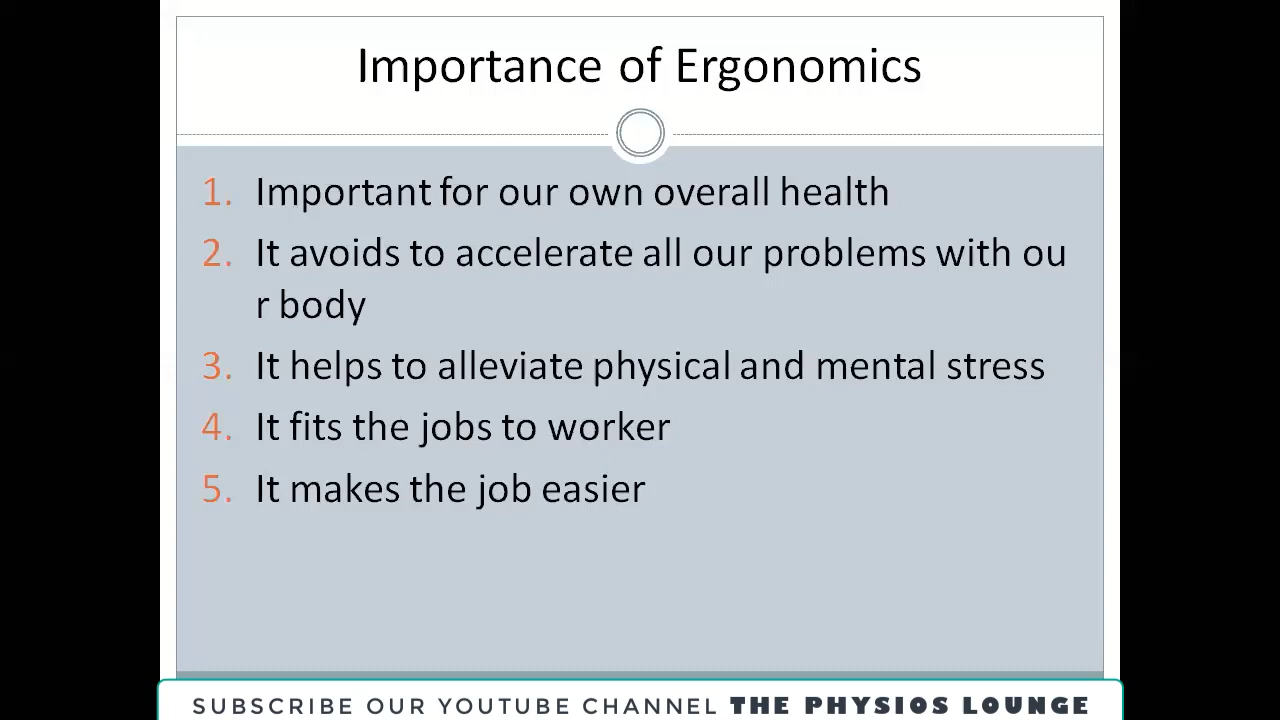 Importance of Ergonomics
1. Important for our own overall health
2. It avoids to accelerate all our problems with ou
r body
3. It helps to alleviate physical and mental stress
4. It fits the jobs to worker
5. It makes the job easier
SUBSCRIBE OUR YOUTUBE CHANNEL THE PHYSIOS LOUNGE